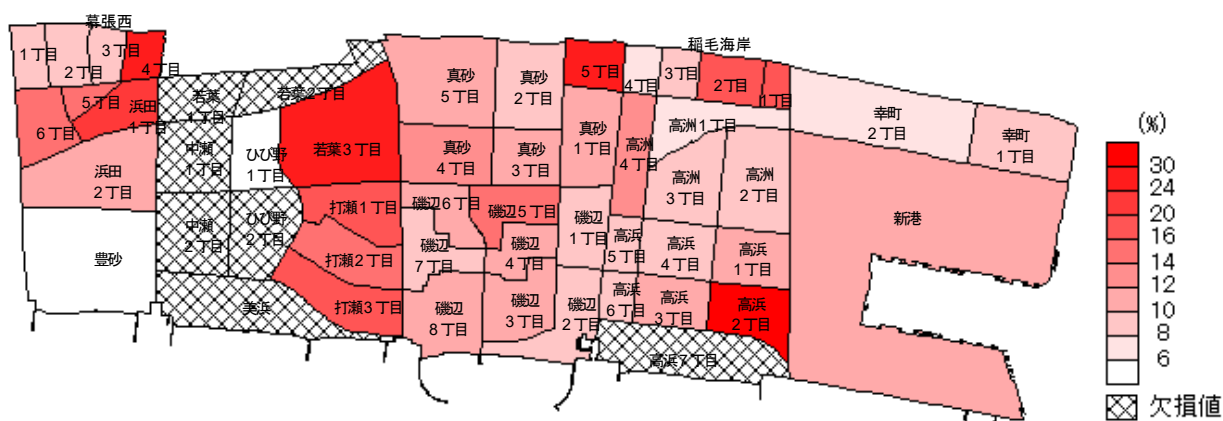 幕張西
1丁目
2丁目
3丁目
4丁目
5丁目
6丁目
浜田
1丁目
浜田
2丁目
豊砂
若葉
1丁目
若葉2丁目
若葉3丁目
中瀬
1丁目
中瀬
2丁目
ひび野
1丁目
ひび野
2丁目
美浜
打瀬1丁目
打瀬2丁目
打瀬3丁目
真砂
5丁目
真砂
2丁目
真砂
4丁目
真砂
3丁目
真砂
1丁目
磯辺6丁目
磯辺5丁目
磯辺
7丁目
磯辺
4丁目
磯辺
8丁目
磯辺
3丁目
磯辺
1丁目
磯辺
2丁目
稲毛海岸
5丁目
4丁目
3丁目
2丁目
1丁目
高洲1丁目
高洲
4丁目
高洲
3丁目
高洲
2丁目
高浜
5丁目
高浜
4丁目
高浜
1丁目
高浜
6丁目
高浜
3丁目
高浜
2丁目
高浜7丁目
幸町
2丁目
幸町
1丁目
新港
(%)
30
24
20
16
14
12
10
8
6
欠損値